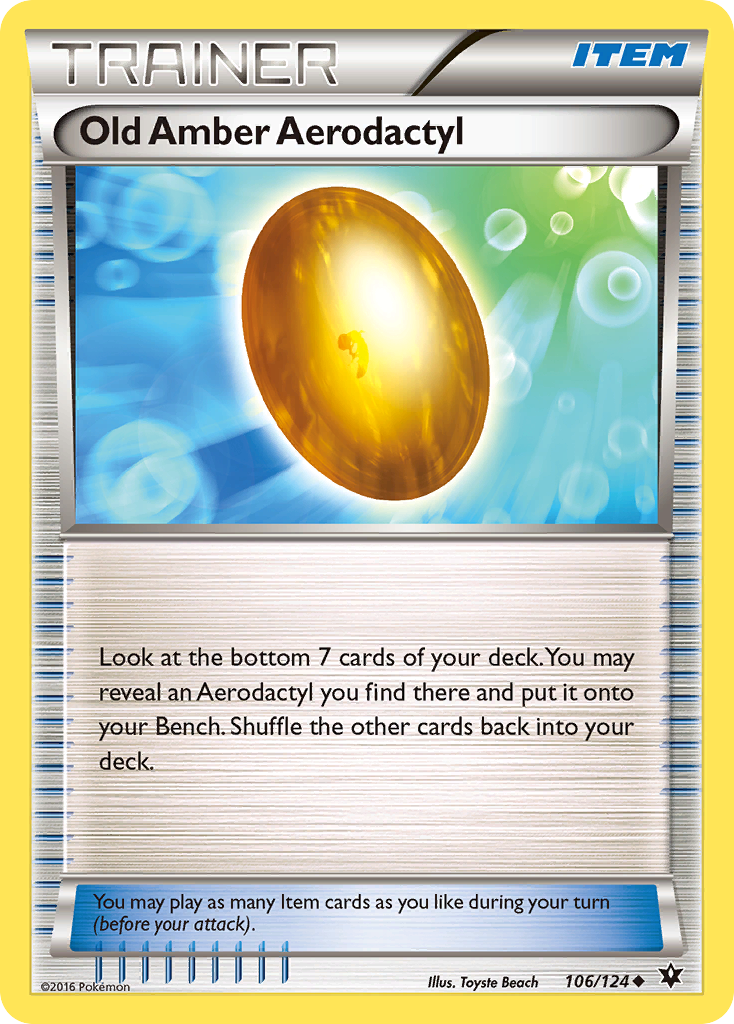 TRAINER
ITEM
Old Amber Aerodactyl
Look at the bottom 7 cards of your deck. You may
reveal an Aerodactyl you find there and put it onto
your Bench. Shuffle the other cards back into your
deck.
You may play as many Item cards as you like during your turn
(before your attack).
©2016 Pokémon
Illus. Toyste Beach
106/124